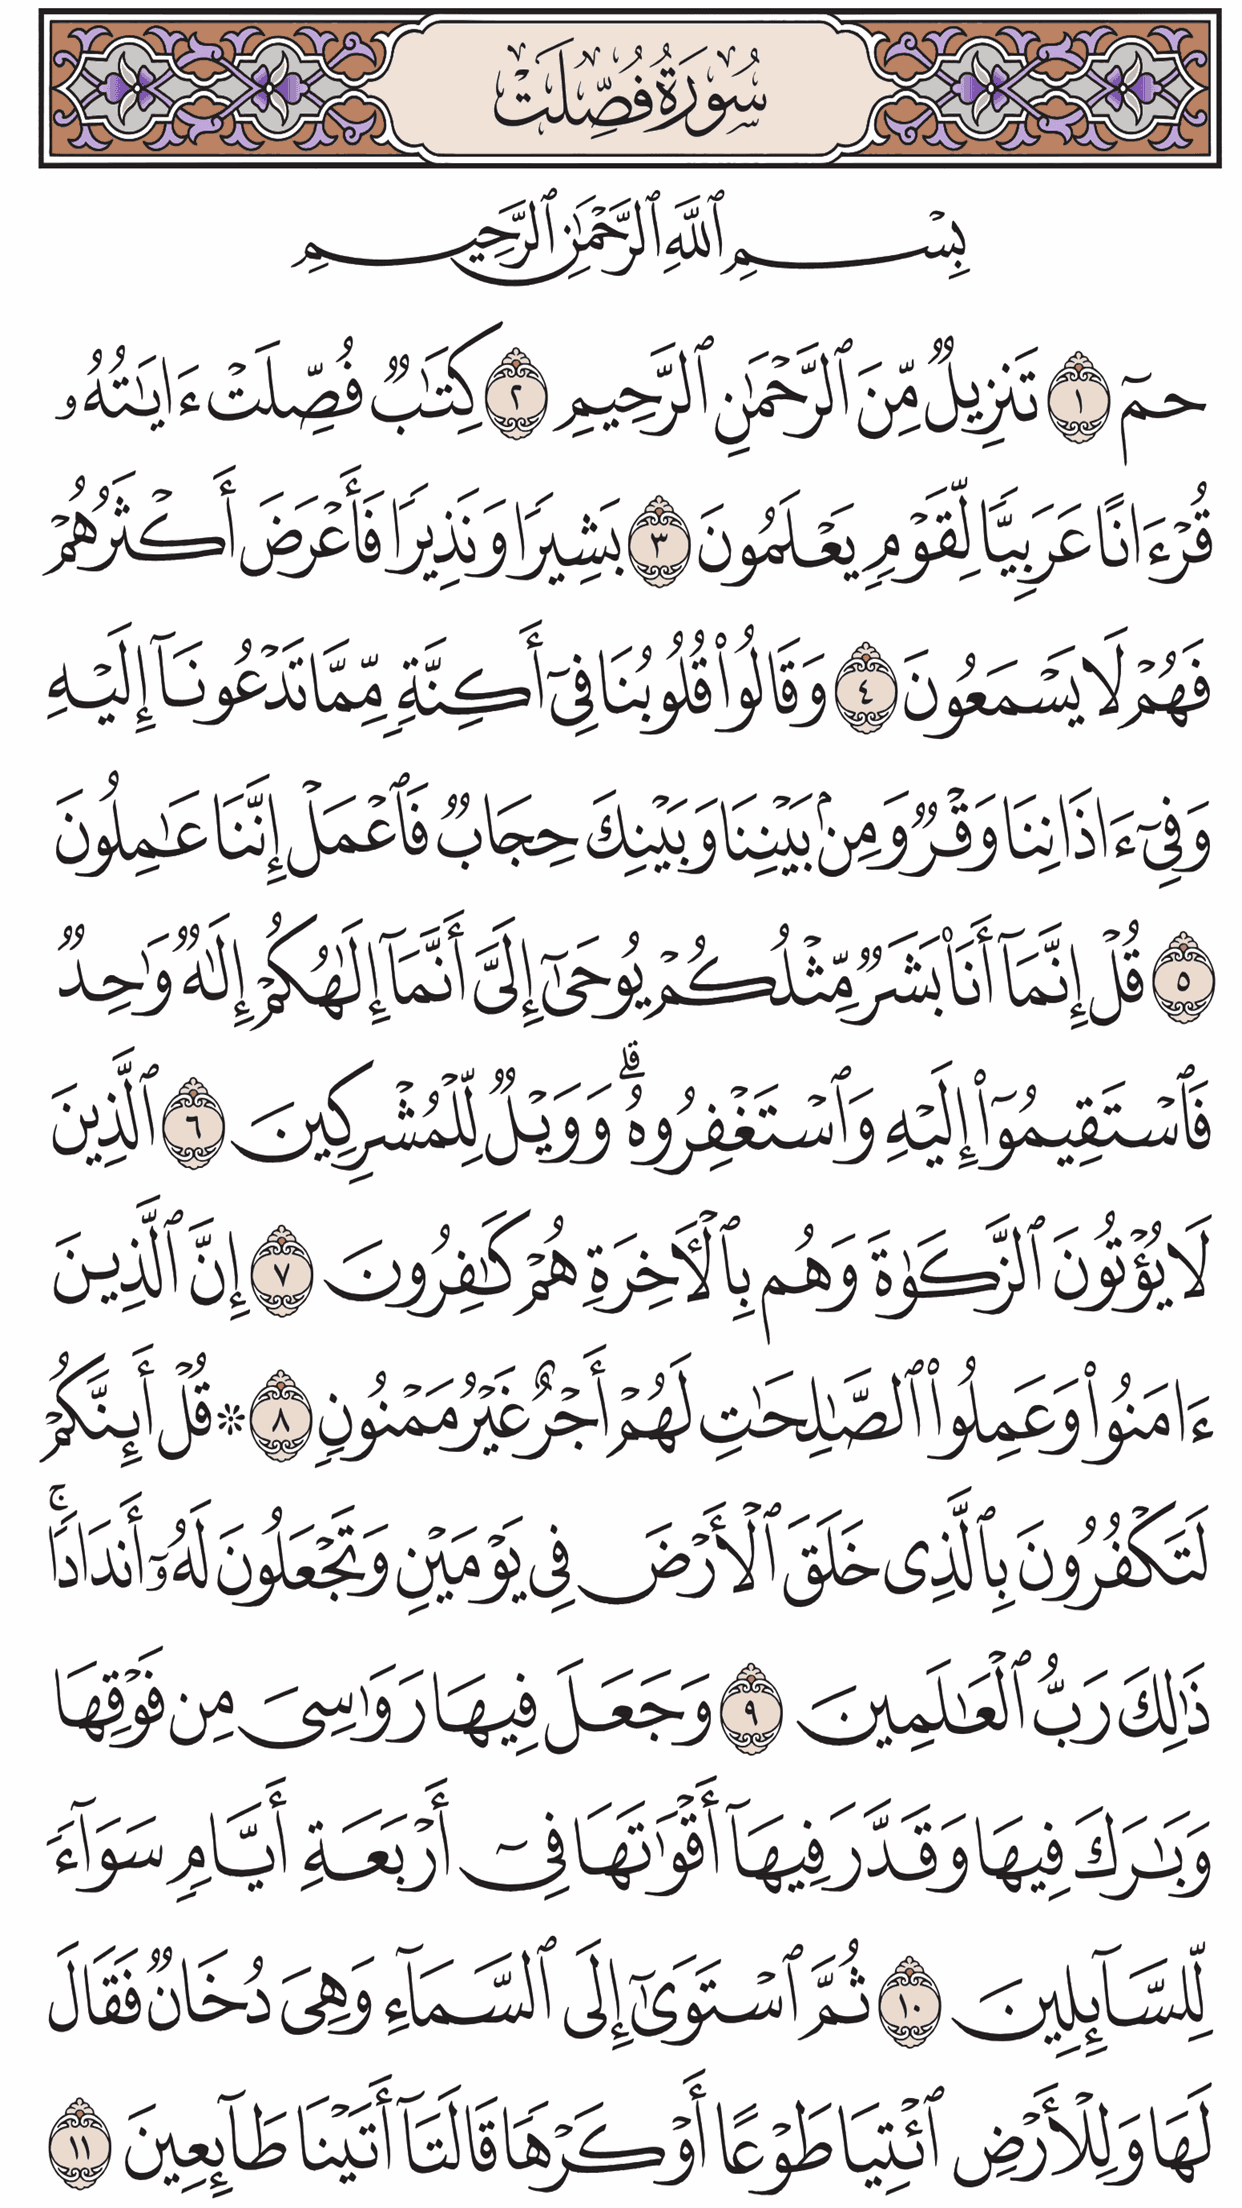 سُورَةُ فُصِّلَتْ
بِسْمِ ٱللَّهِ ٱلرَّحْمَٰنِ ٱلرَّحِيمِ
حمٓ ١ تَنزِيلٌ مِّنَ ٱلرَّحْمَٰنِ ٱلرَّحِيمِ ٢ كِتَٰبٌ فُصِّلَتْ ءَايَٰتُهُۥ
قُرْءَانًا عَرَبِيًّا لِّقَوْمٍ يَعْلَمُونَ ٣ بَشِيرًا وَنَذِيرًا فَأَعْرَضَ أَكْثَرُهُمْ
فَهُمْ لَا يَسْمَعُونَ ٤ وَقَالُوا۟ قُلُوبُنَا فِىٓ أَكِنَّةٍ مِّمَّا تَدْعُونَآ إِلَيْهِ
وَفِىٓ ءَاذَانِنَا وَقْرٌ وَمِنۢ بَيْنِنَا وَبَيْنِكَ حِجَابٌ فَٱعْمَلْ إِنَّنَا عَٰمِلُونَ
٥ قُلْ إِنَّمَآ أَنَا۠ بَشَرٌ مِّثْلُكُمْ يُوحَىٰٓ إِلَىَّ أَنَّمَآ إِلَٰهُكُمْ إِلَٰهٌ وَٰحِدٌ
فَٱسْتَقِيمُوٓا۟ إِلَيْهِ وَٱسْتَغْفِرُوهُ ۗ وَوَيْلٌ لِّلْمُشْرِكِينَ ٦ ٱلَّذِينَ
لَا يُؤْتُونَ ٱلزَّكَوٰةَ وَهُم بِٱلْأَخِرَةِ هُمْ كَٰفِرُونَ ٧ إِنَّ ٱلَّذِينَ
ءَامَنُوا۟ وَعَمِلُوا۟ ٱلصَّٰلِحَٰتِ لَهُمْ أَجْرٌ غَيْرُ مَمْنُونٍ ٨ ۞ قُلْ أَئِنَّكُمْ
لَتَكْفُرُونَ بِٱلَّذِى خَلَقَ ٱلْأَرْضَ فِى يَوْمَيْنِ وَتَجْعَلُونَ لَهُۥٓ أَندَادًا ۚ
ذَٰلِكَ رَبُّ ٱلْعَٰلَمِينَ ٩ وَجَعَلَ فِيهَا رَوَٰسِىَ مِن فَوْقِهَا
وَبَٰرَكَ فِيهَا وَقَدَّرَ فِيهَآ أَقْوَٰتَهَا فِىٓ أَرْبَعَةِ أَيَّامٍ سَوَآءً
لِّلسَّآئِلِينَ ١٠ ثُمَّ ٱسْتَوَىٰٓ إِلَى ٱلسَّمَآءِ وَهِىَ دُخَانٌ فَقَالَ
لَهَا وَلِلْأَرْضِ ٱئْتِيَا طَوْعًا أَوْ كَرْهًا قَالَتَآ أَتَيْنَا طَآئِعِينَ ١١